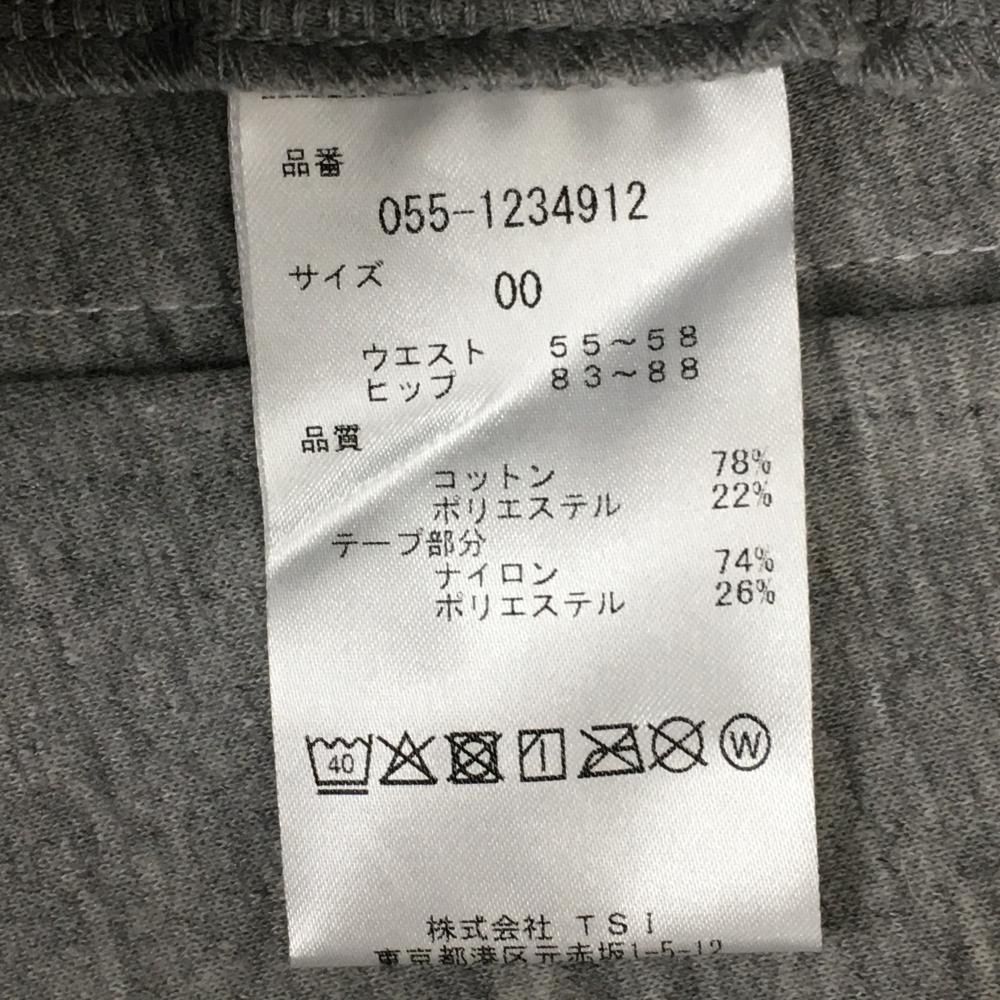 品番
055-1234912
サイズ 00
ウエスト 55～58
ヒップ 83～88
品質
コットン 78%
ポリエステル 22%
テープ部分
ナイロン 74%
ポリエステル 26%
40 W
株式会社 TSI
東京都港区元赤坂1-5-12